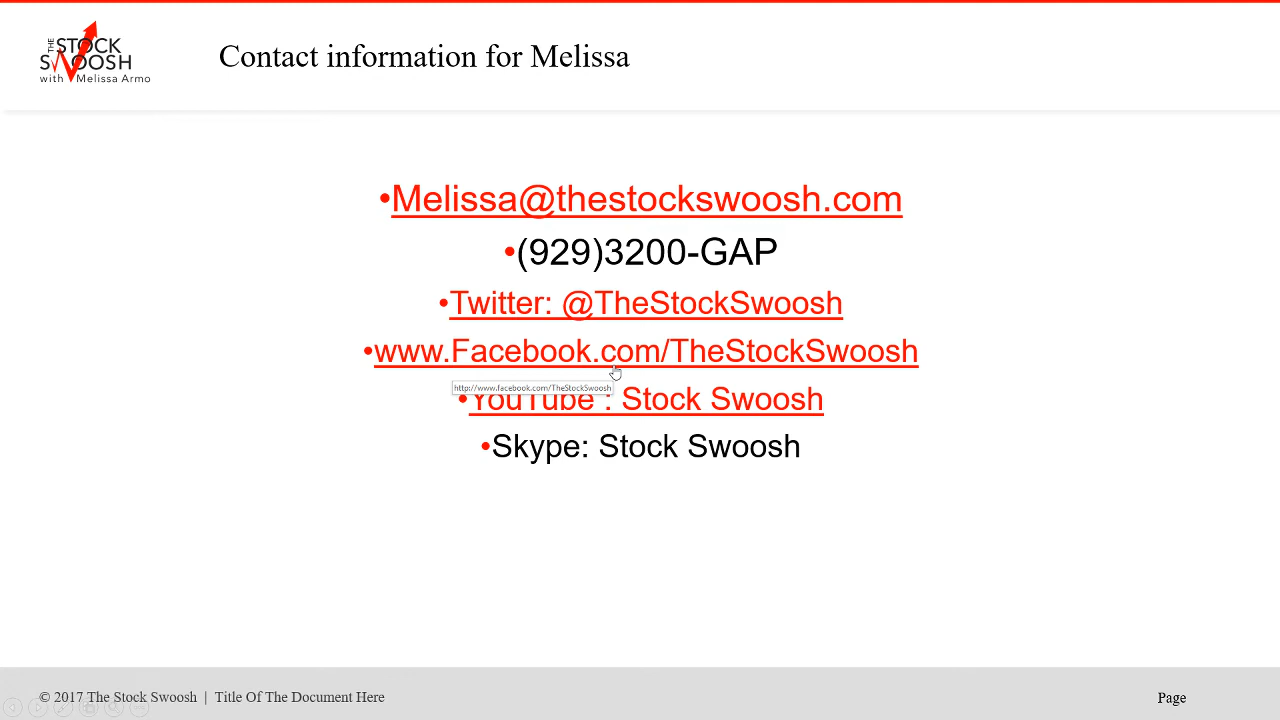 THE
STOCK
SWOOSH
with Melissa Armo
Contact information for Melissa
•Melissa@thestockswoosh.com
•(929)3200-GAP
•Twitter: @TheStockSwoosh
•www.Facebook.com/TheStockSwoosh
http://www.facebook.com/TheStockSwoosh
•YouTube : Stock Swoosh
•Skype: Stock Swoosh
© 2017 The Stock Swoosh | Title Of The Document Here
Page